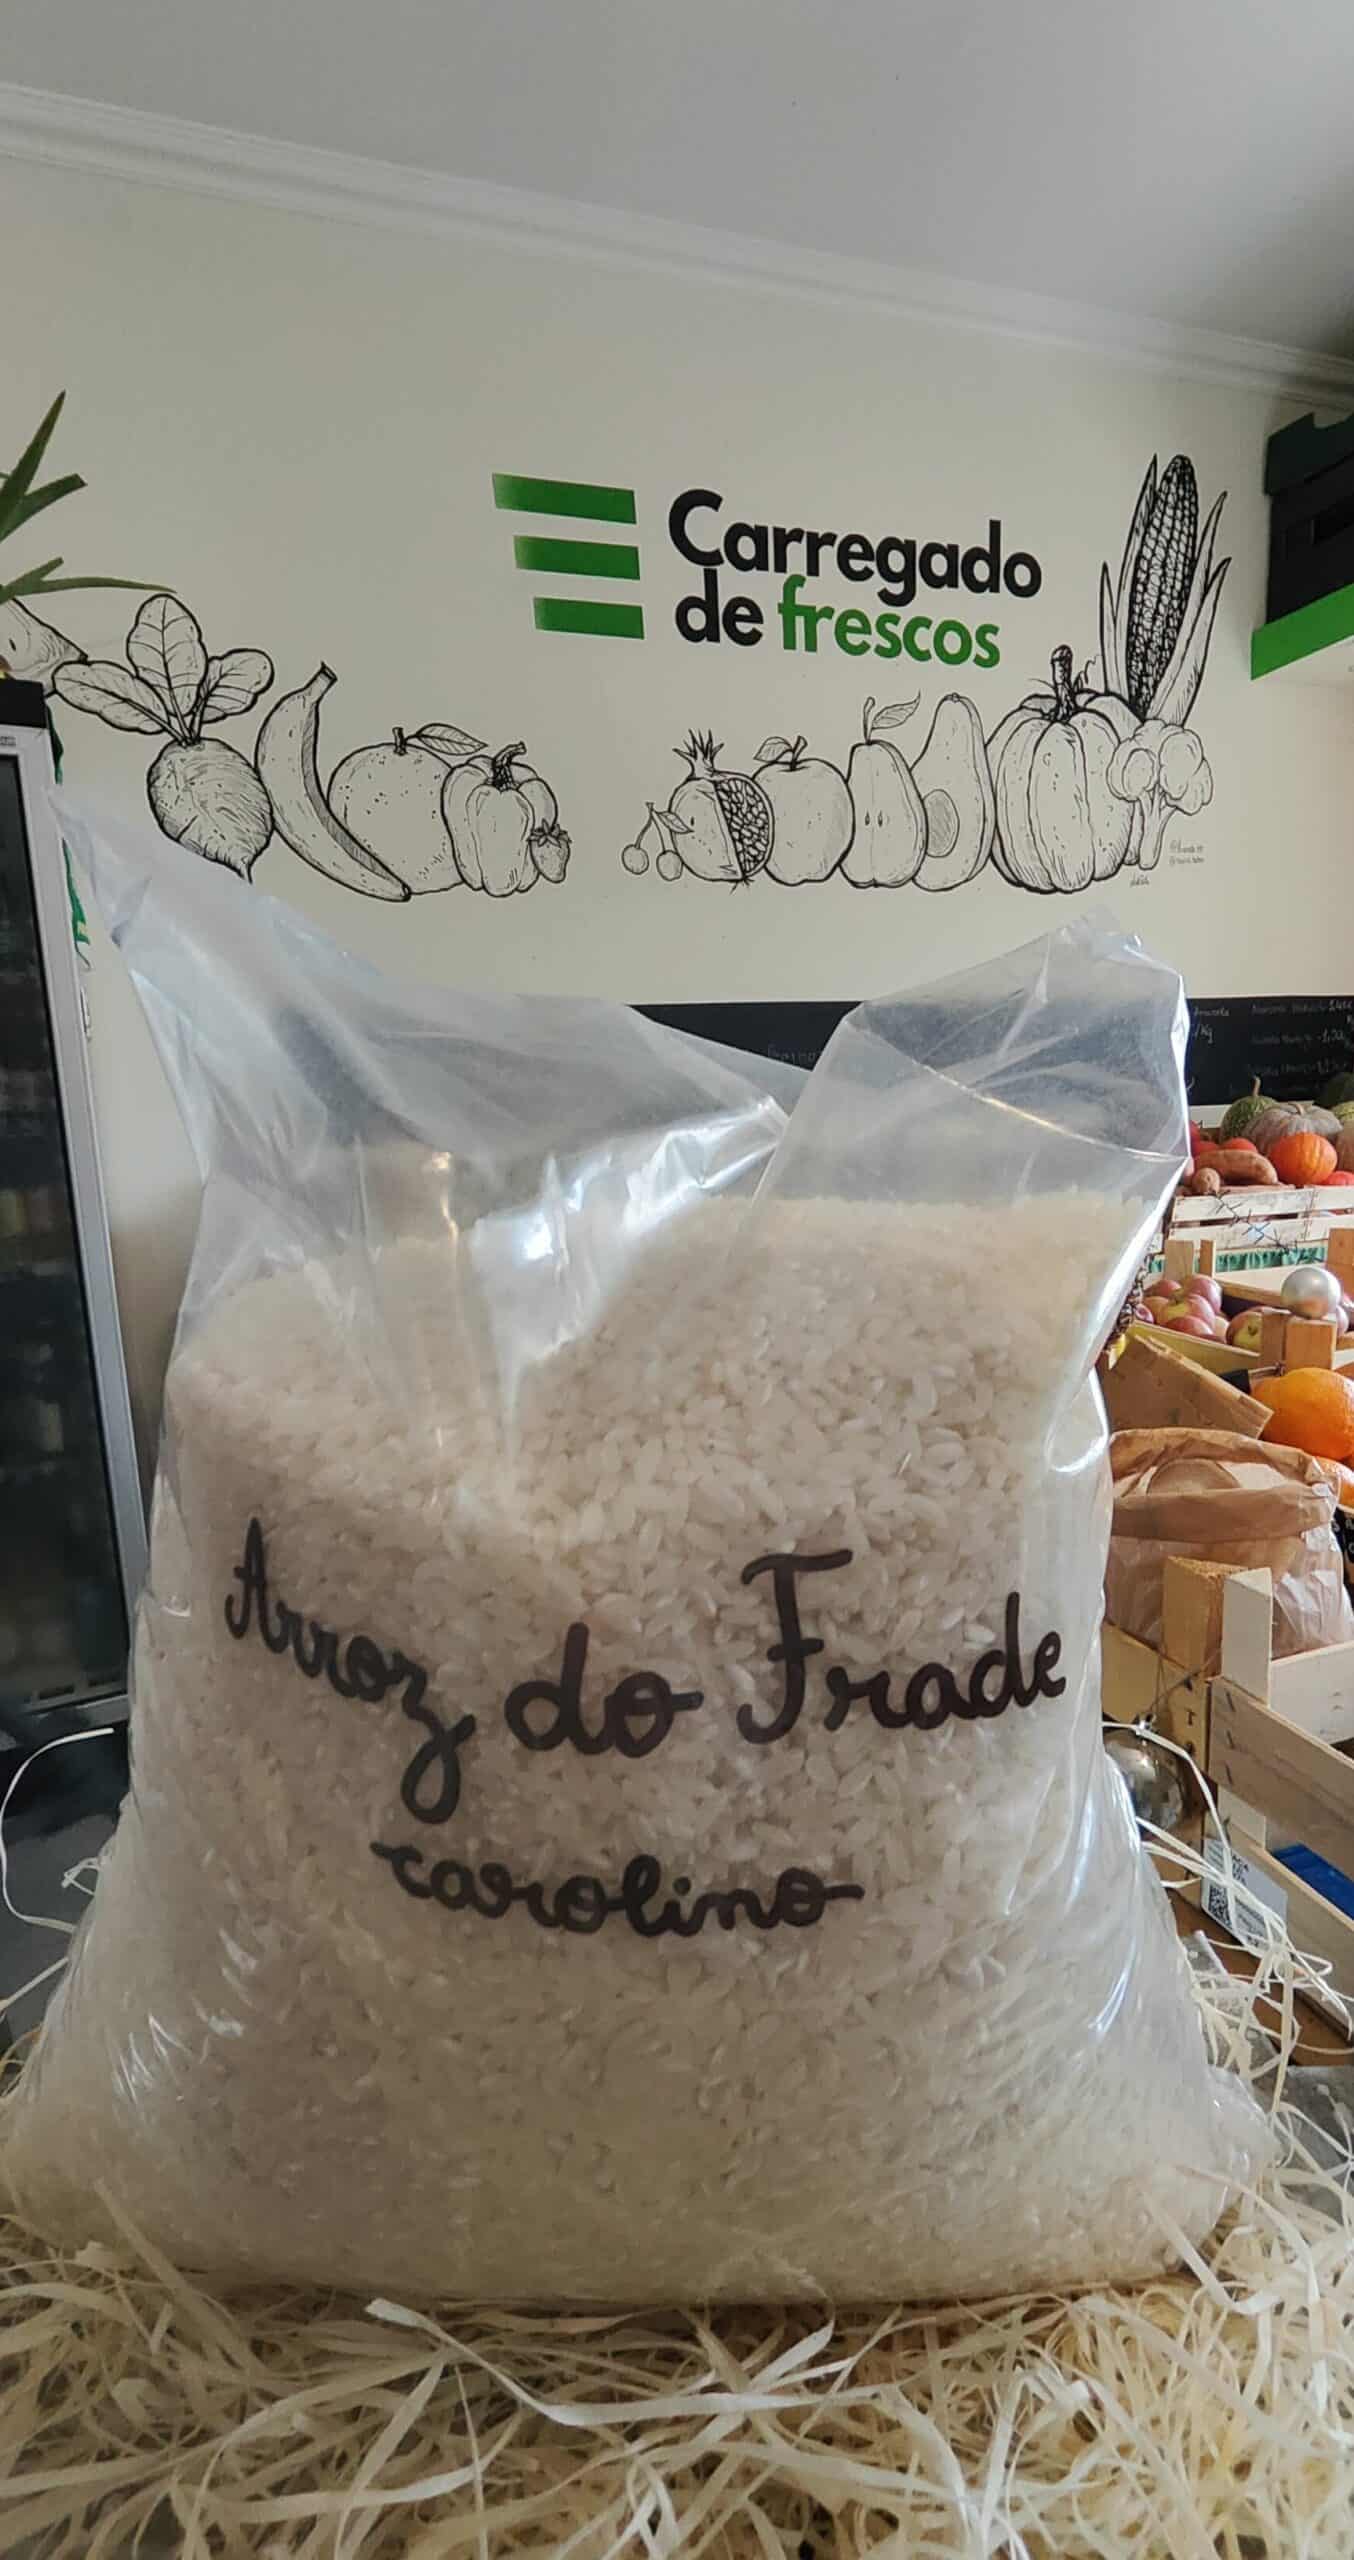 Carregado
de frescos
Arroz do Frade
carolino